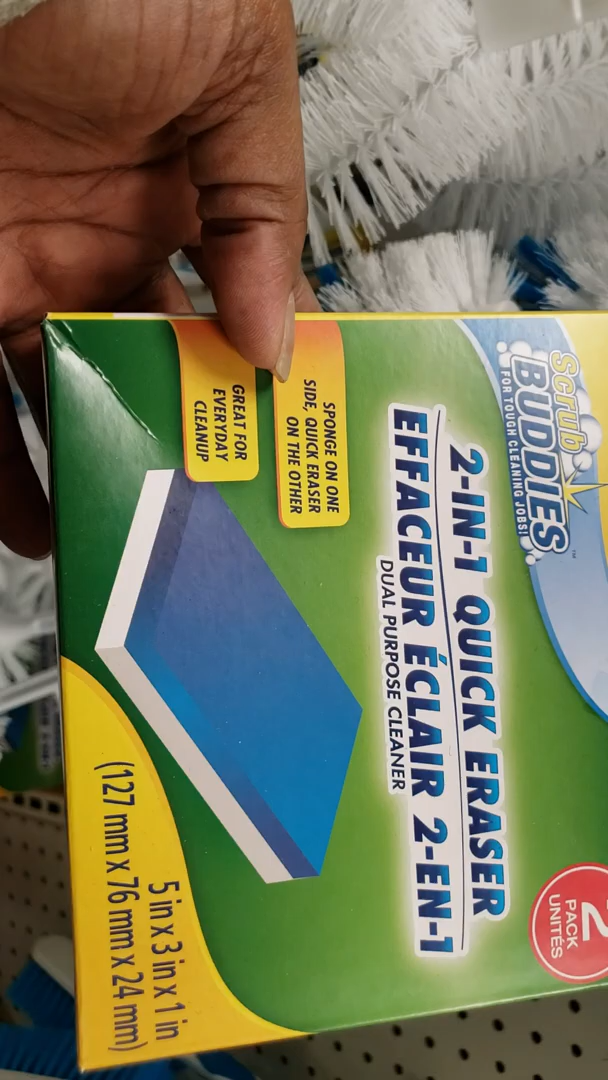 Scrub
BUDDIES™
FOR TOUGH CLEANING JOBS!
2-IN-1 QUICK ERASER
EFFACEUR ÉCLAIR 2-EN-1
DUAL PURPOSE CLEANER
SPONGE ON ONE
SIDE, QUICK ERASER
ON THE OTHER
GREAT FOR
EVERYDAY
CLEANUP
2
PACK
UNITÉS
5 in x 3 in x 1 in
(127 mm x 76 mm x 24 mm)